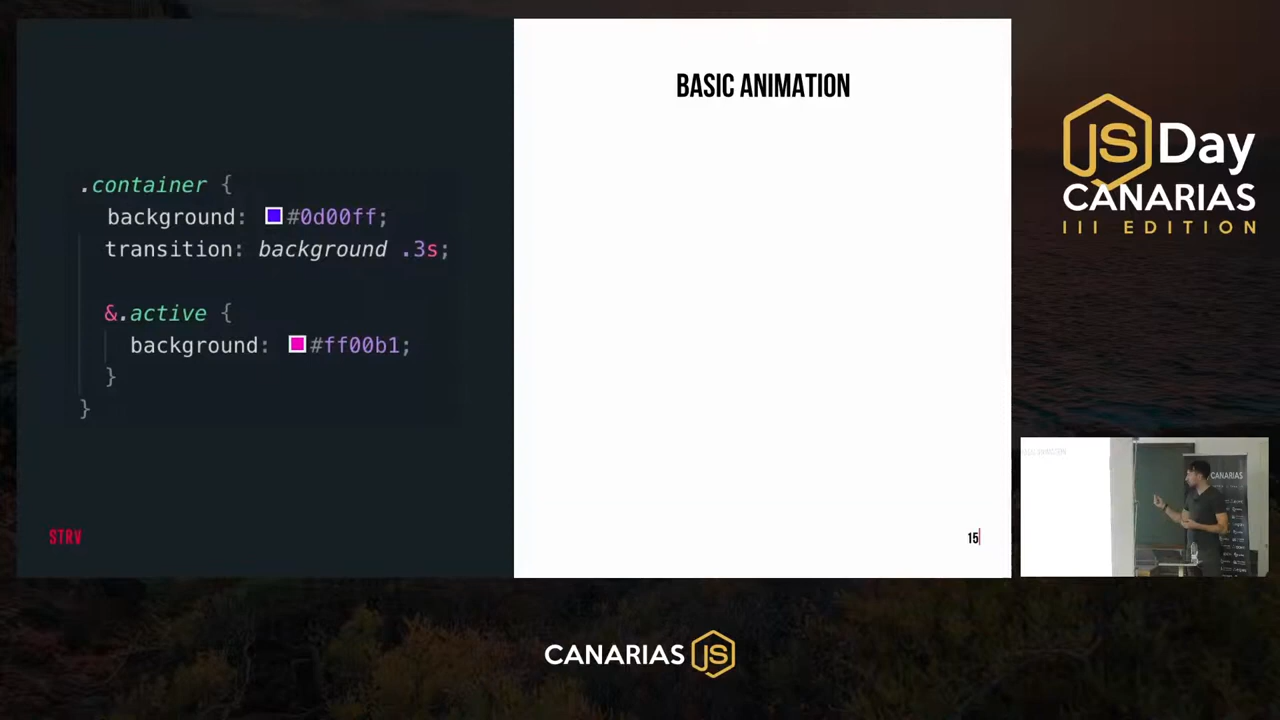 BASIC ANIMATION
.container {
background: #0d00ff;
transition: background .3s;
&.active {
background: #ff00b1;
}
}
STRV
15
JS Day
CANARIAS
III EDITION
CANARIAS
CANARIAS JS